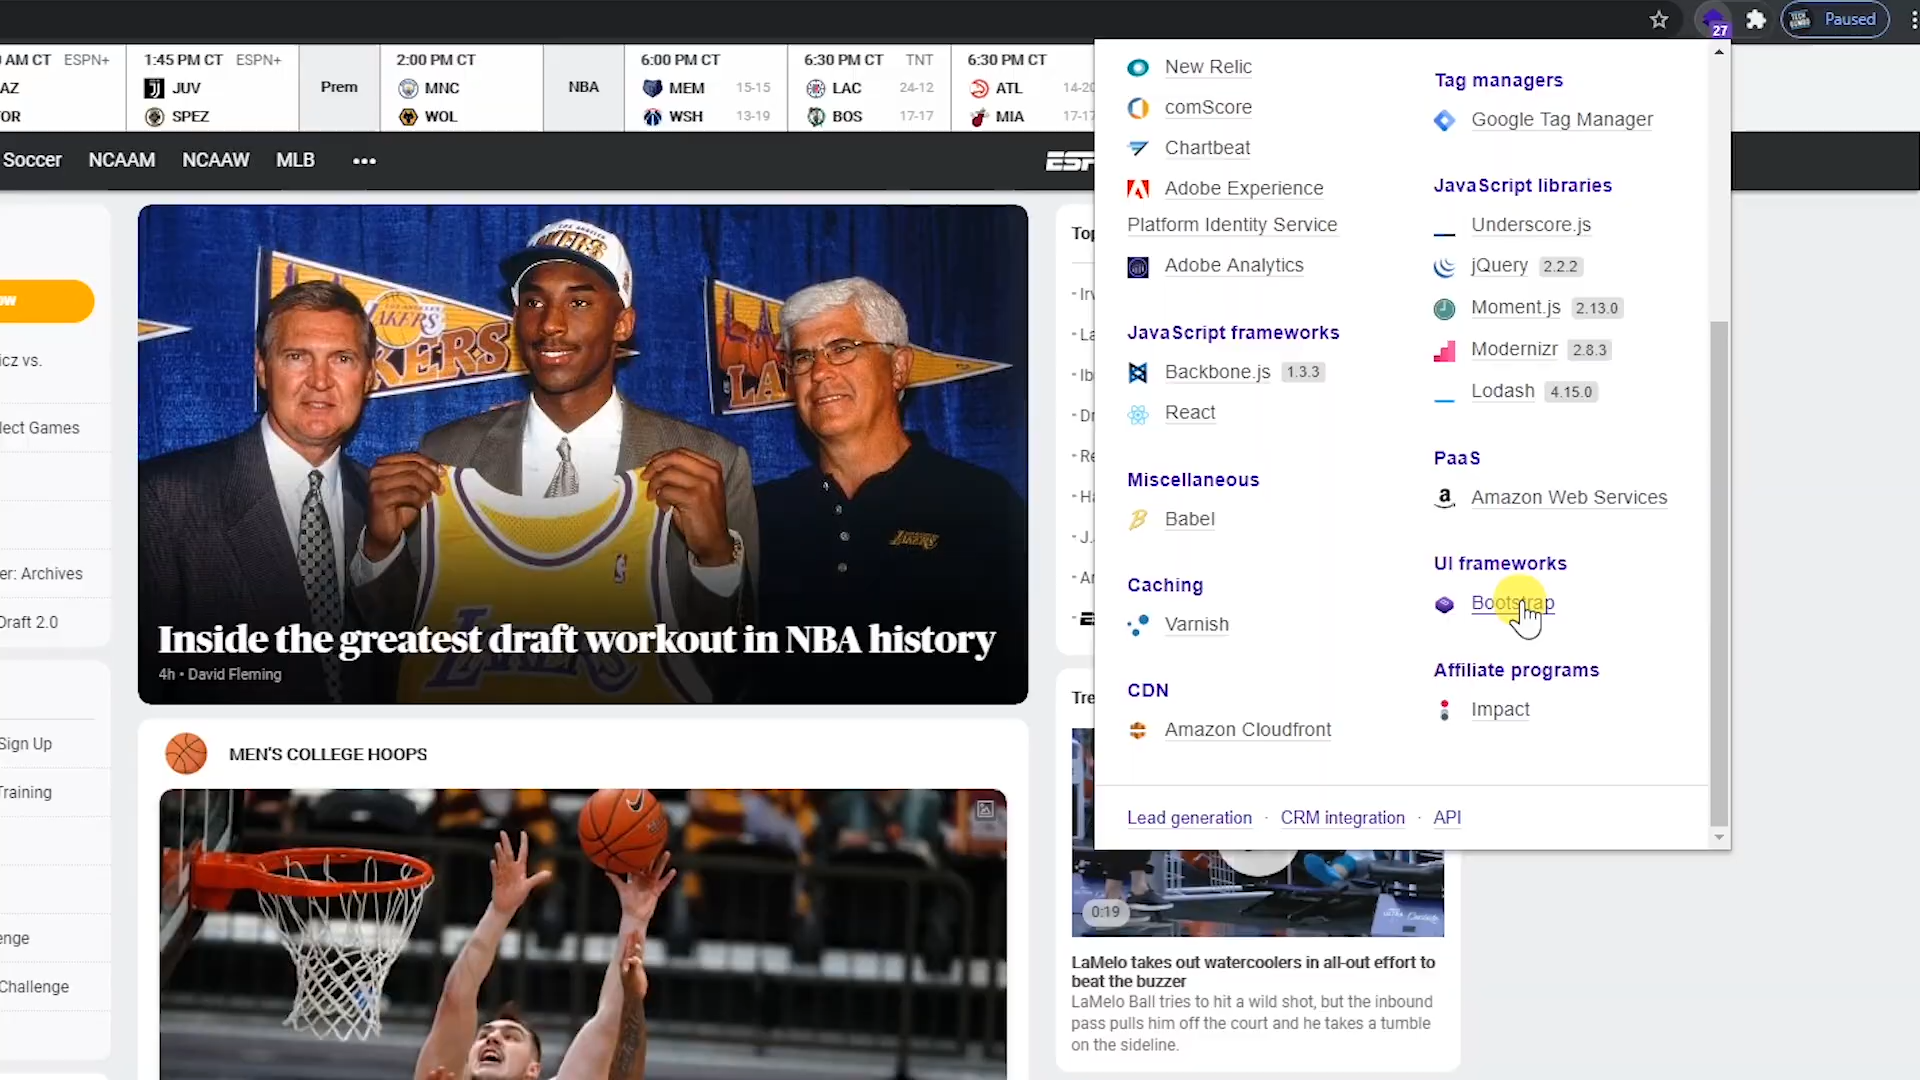 Paused
27
AM CT ESPN+
AZ
OR
1:45 PM CT ESPN+
JUV
SPEZ
Prem
2:00 PM CT
MNC
WOL
NBA
6:00 PM CT
MEM 15-15
WSH 13-19
6:30 PM CT TNT
LAC 24-12
BOS 17-17
6:30 PM CT
ATL 14-20
MIA 17-17
Soccer NCAAM NCAAW MLB •••
icz vs.
lect Games
er: Archives
Draft 2.0
Sign Up
Training
enge
Challenge
LAKERS
LAKERS
Inside the greatest draft workout in NBA history
4h • David Fleming
MEN'S COLLEGE HOOPS
New Relic
comScore
Chartbeat
Adobe Experience
Platform Identity Service
Adobe Analytics
JavaScript frameworks
Backbone.js 1.3.3
React
Miscellaneous
Babel
Caching
Varnish
CDN
Amazon Cloudfront
Tag managers
Google Tag Manager
JavaScript libraries
Underscore.js
jQuery 2.2.2
Moment.js 2.13.0
Modernizr 2.8.3
Lodash 4.15.0
PaaS
Amazon Web Services
UI frameworks
Bootstrap
Affiliate programs
Impact
Lead generation · CRM integration · API
0:19
LaMelo takes out watercoolers in all-out effort to
beat the buzzer
LaMelo Ball tries to hit a wild shot, but the inbound
pass pulls him off the court and he takes a tumble
on the sideline.